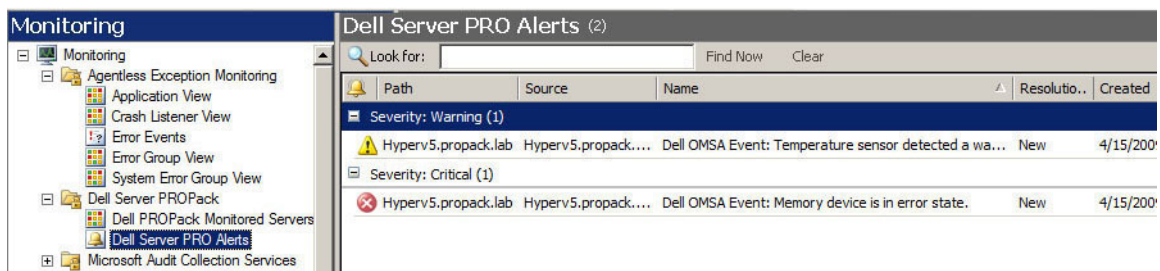 Monitoring
Monitoring
Agentless Exception Monitoring
Application View
Crash Listener View
Error Events
Error Group View
System Error Group View
Dell Server PROPack
Dell PROPack Monitored Servers
Dell Server PRO Alerts
Microsoft Audit Collection Services
Dell Server PRO Alerts (2)
Look for: Find Now Clear
Path Source Name Resolutio.. Created
Severity: Warning (1)
Hyperv5.propack.lab Hyperv5.propack.... Dell OMSA Event: Temperature sensor detected a wa... New 4/15/2009
Severity: Critical (1)
Hyperv5.propack.lab Hyperv5.propack.... Dell OMSA Event: Memory device is in error state. New 4/15/2009